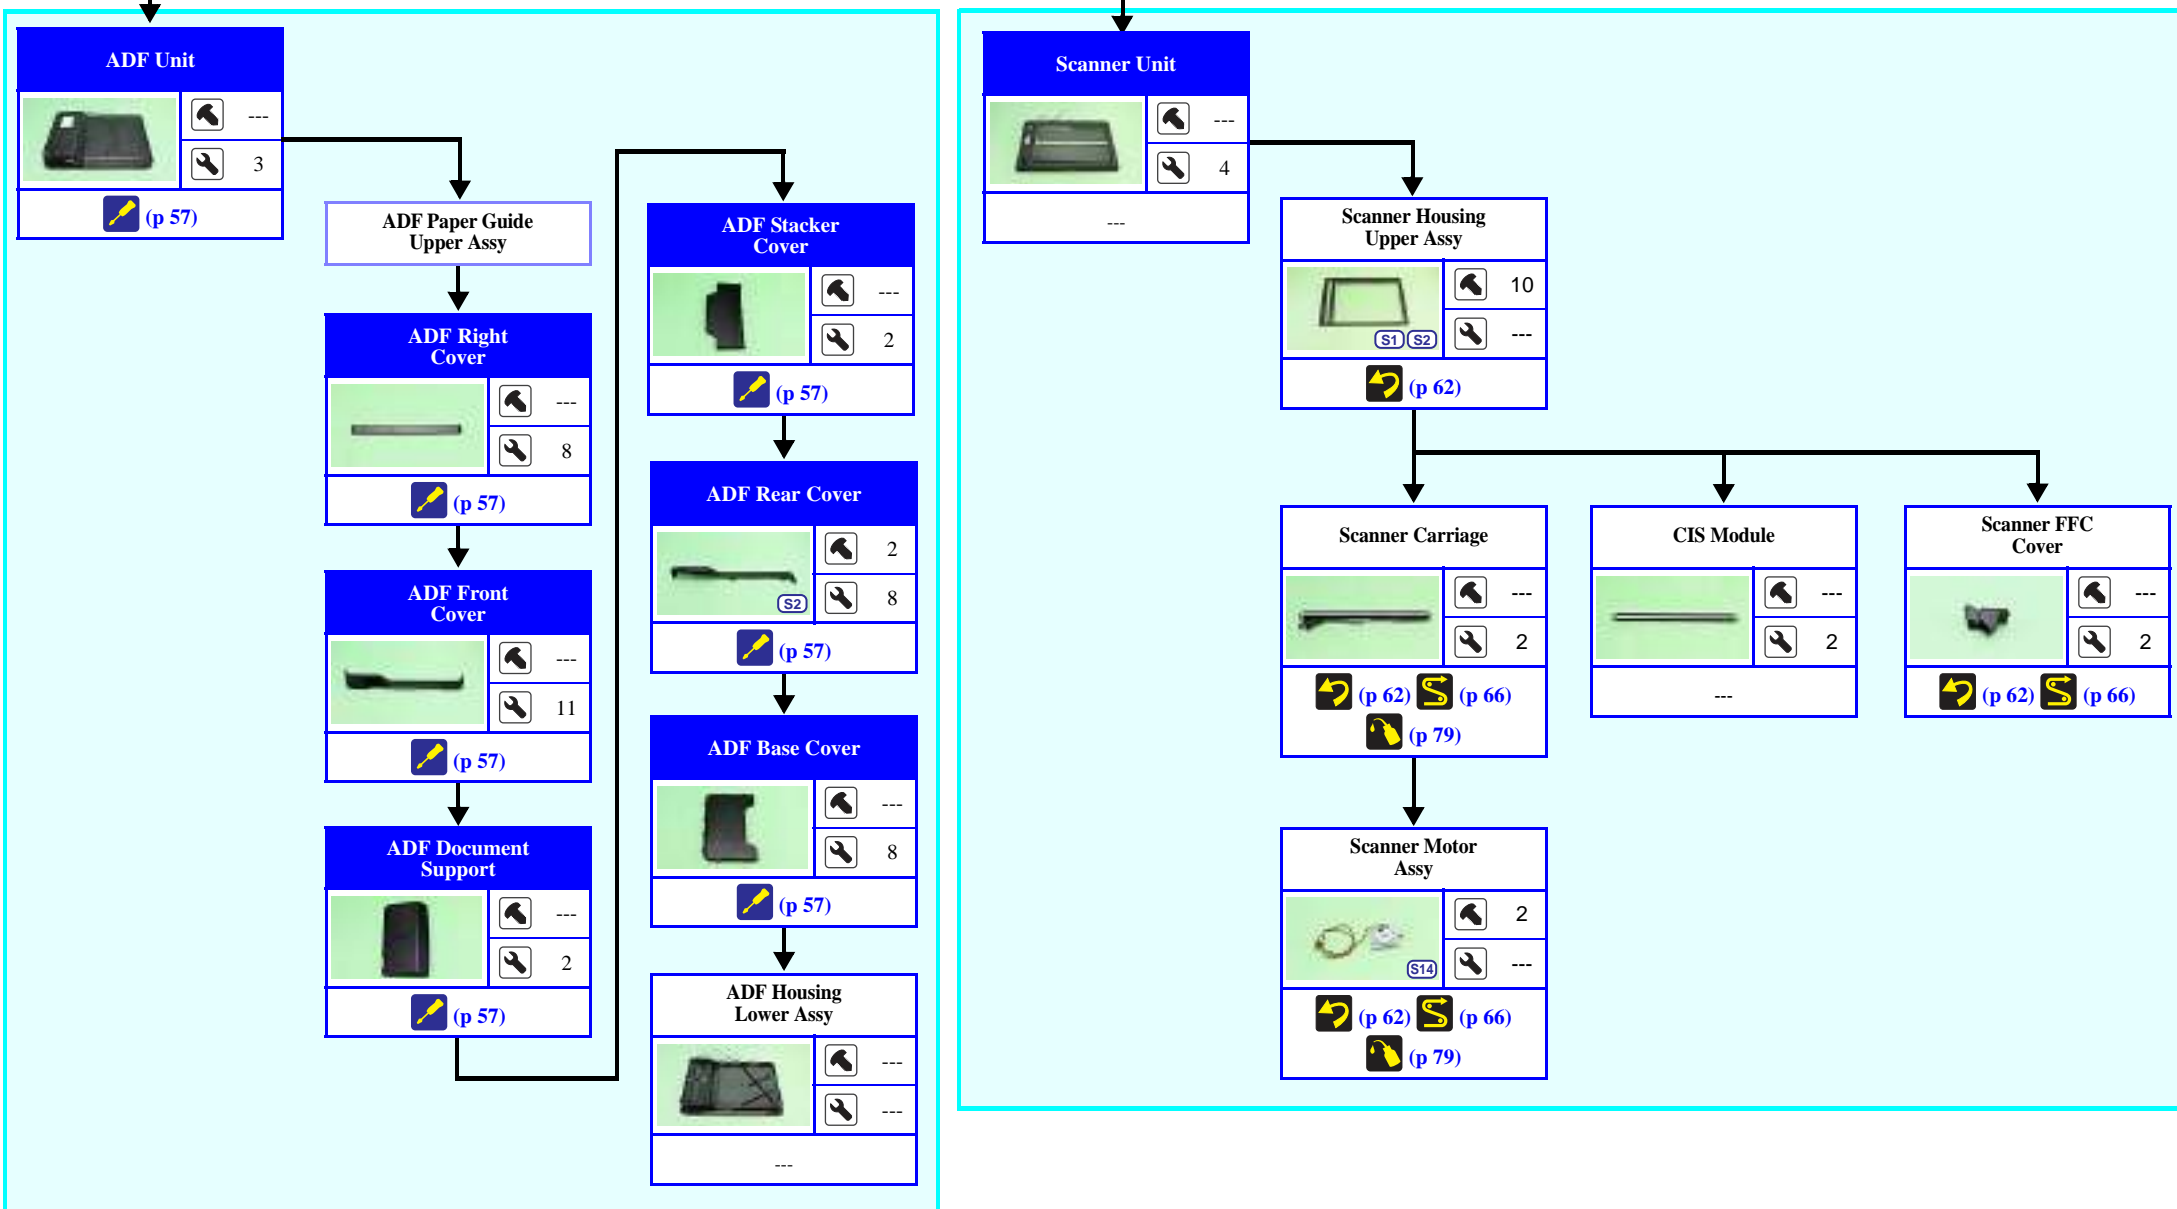 ADF Unit
---
3
(p 57)
ADF Paper Guide
Upper Assy
ADF Right
Cover
---
8
(p 57)
ADF Front
Cover
---
11
(p 57)
ADF Document
Support
---
2
(p 57)
ADF Stacker
Cover
---
2
(p 57)
ADF Rear Cover
2
S2
8
(p 57)
ADF Base Cover
---
8
(p 57)
ADF Housing
Lower Assy
---
---
---
Scanner Unit
---
4
---
Scanner Housing
Upper Assy
10
S1 S2
---
(p 62)
Scanner Carriage
---
2
(p 62) (p 66)
(p 79)
CIS Module
---
2
---
Scanner FFC
Cover
---
2
(p 62) (p 66)
Scanner Motor
Assy
2
S14
---
(p 62) (p 66)
(p 79)